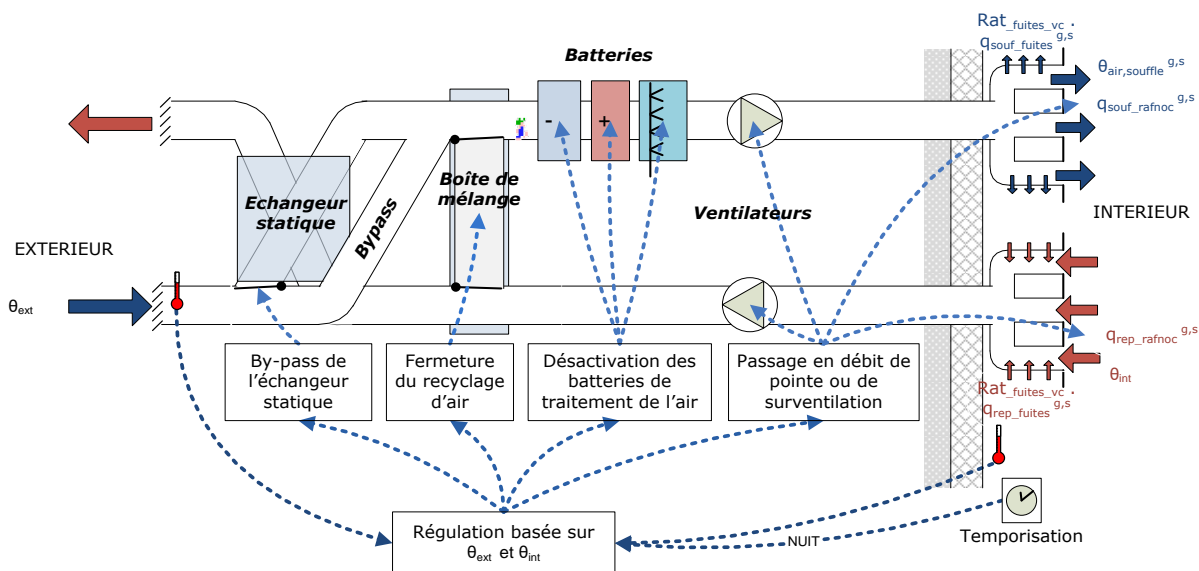 Rat_fuites_vc .
q_souf_fuites^g,s
Batteries
θ_air,souffle^g,s
q_souf_rafnoc^g,s
-
+
Boîte de
mélange
Echangeur
statique
Bypass
Ventilateurs
INTERIEUR
EXTERIEUR
θ_ext
q_rep_rafnoc^g,s
θ_int
Rat_fuites_vc .
q_rep_fuites^g,s
By-pass de
l'échangeur
statique
Fermeture
du recyclage
d'air
Désactivation des
batteries de
traitement de l'air
Passage en débit de
pointe ou de
surventilation
Régulation basée sur
θ_ext et θ_int
NUIT
Temporisation